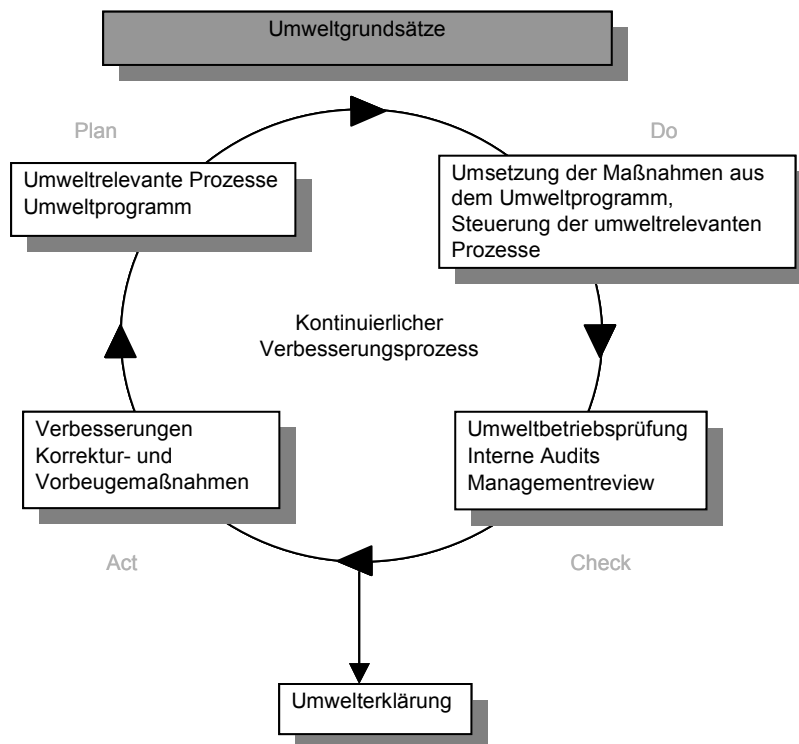 Umweltgrundsätze
Plan
Do
Umweltrelevante Prozesse
Umweltprogramm
Umsetzung der Maßnahmen aus
dem Umweltprogramm,
Steuerung der umweltrelevanten
Prozesse
Kontinuierlicher
Verbesserungsprozess
Verbesserungen
Korrektur- und
Vorbeugemaßnahmen
Umweltbetriebsprüfung
Interne Audits
Managementreview
Act
Check
Umwelterklärung